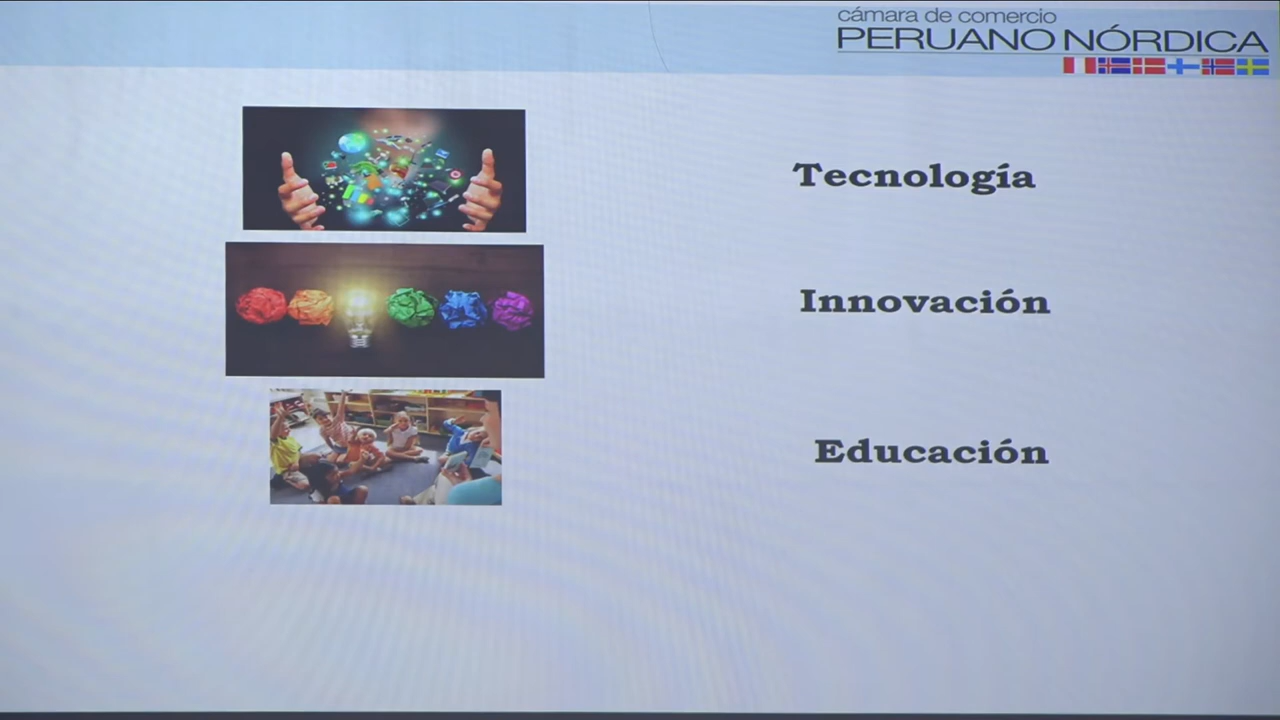 cámara de comercio
PERUANO NÓRDICA
Tecnología
Innovación
Educación